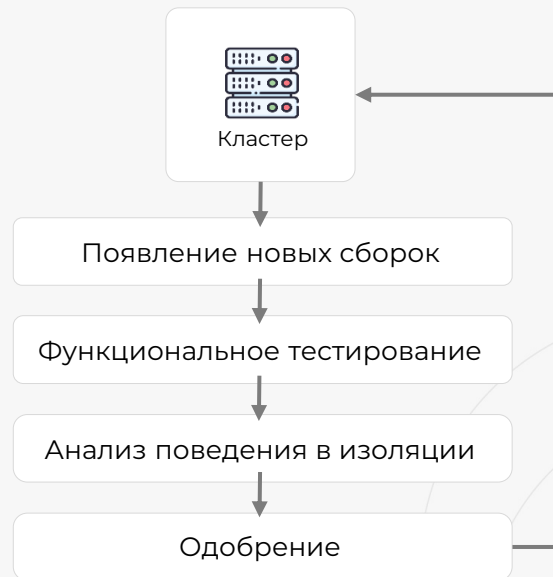 Кластер
Появление новых сборок
Функциональное тестирование
Анализ поведения в изоляции
Одобрение